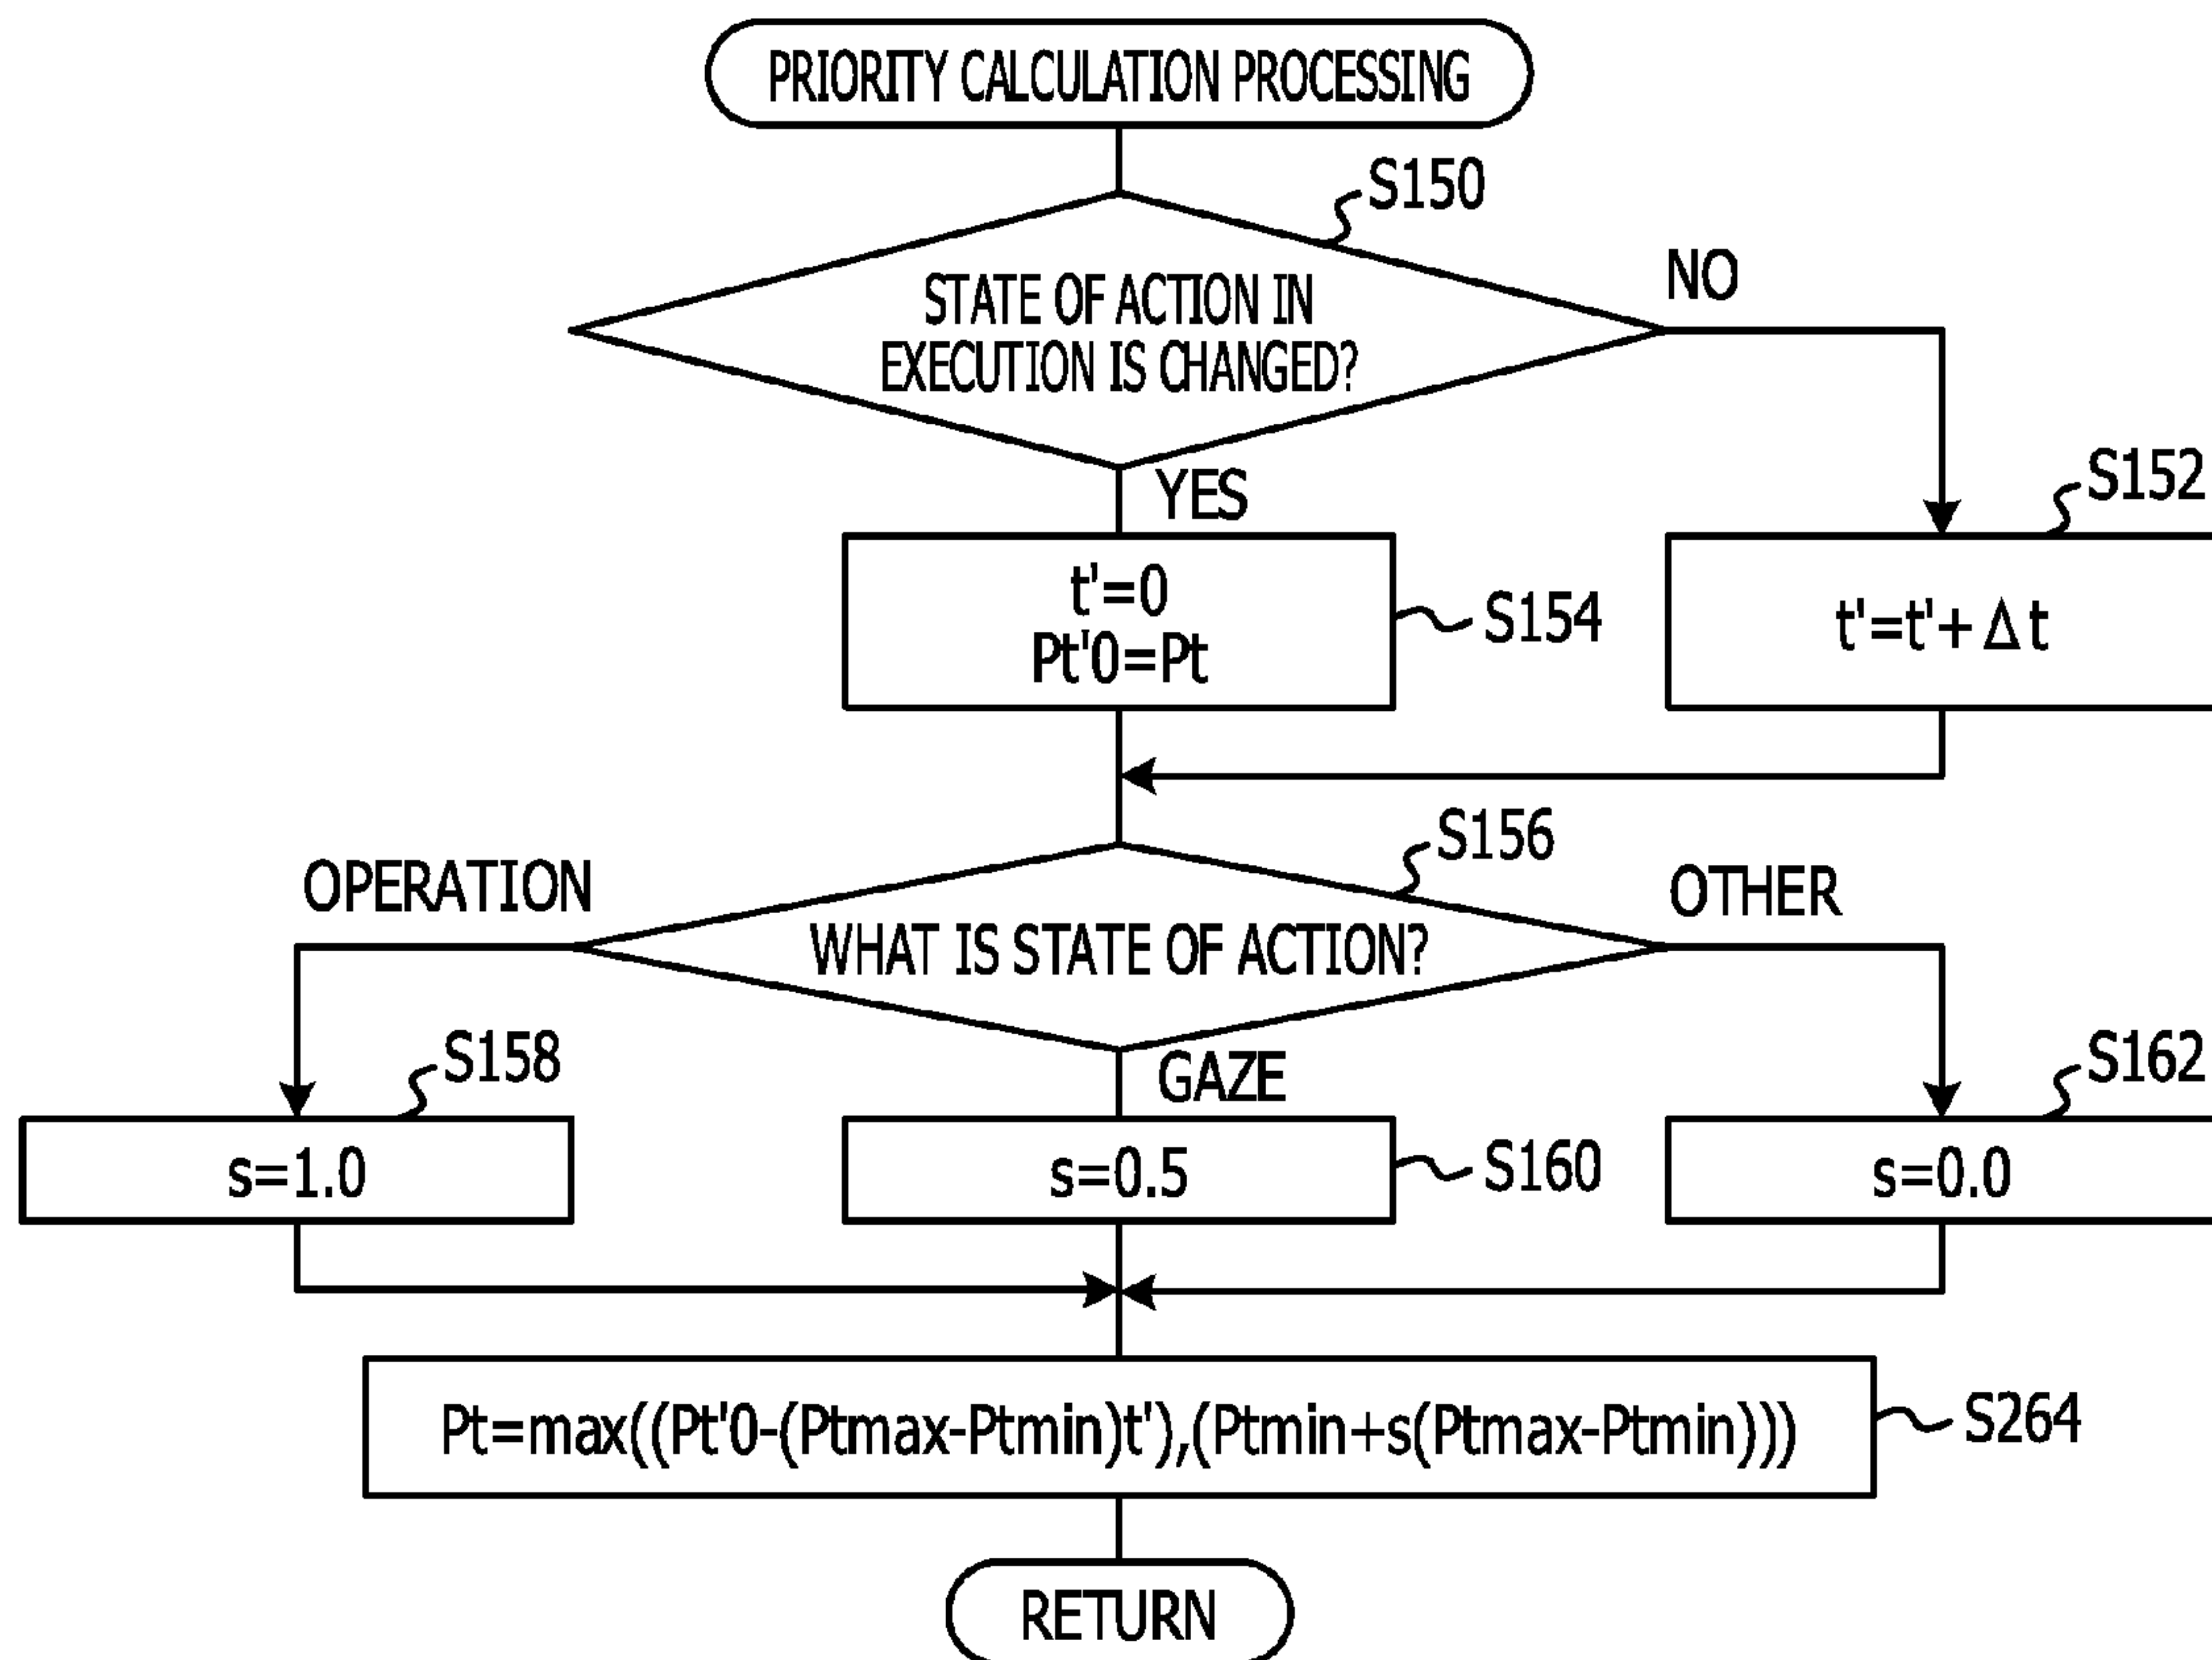 PRIORITY CALCULATION PROCESSING
S150
STATE OF ACTION IN
EXECUTION IS CHANGED?
NO
YES
S152
t'=0
Pt'0=Pt
S154
t'=t'+Δt
S156
OPERATION
WHAT IS STATE OF ACTION?
OTHER
GAZE
S158
S162
s=1.0
s=0.5
S160
s=0.0
Pt=max((Pt'0-(Ptmax-Ptmin)t'),(Ptmin+s(Ptmax-Ptmin)))
S264
RETURN